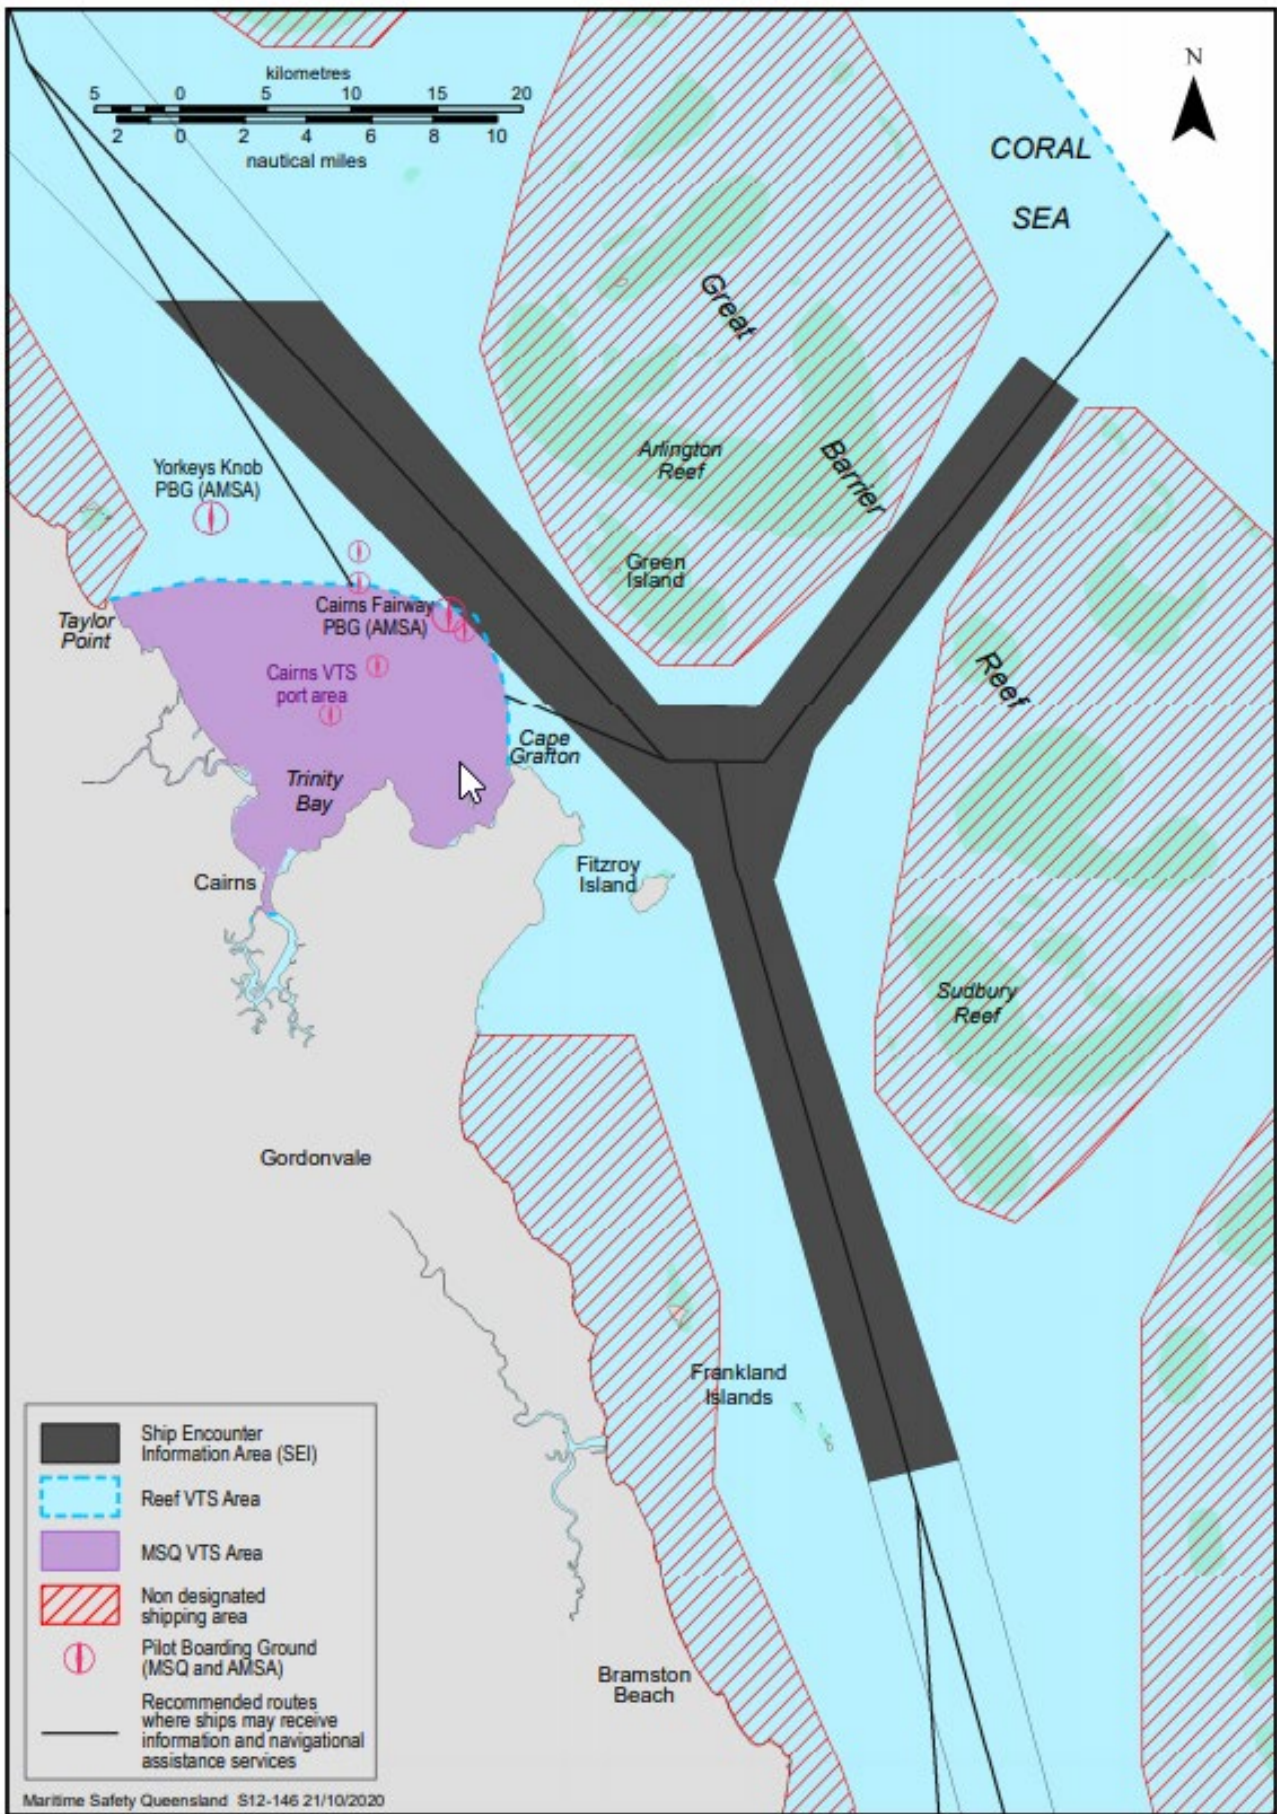 N
kilometres
5 0 5 10 15 20
2 0 2 4 6 8 10
nautical miles
CORAL
SEA
Great
Barrier
Reef
Arlington
Reef
Green
Island
Yorkeys Knob
PBG (AMSA)
Cairns Fairway
PBG (AMSA)
Taylor
Point
Cairns VTS
port area
Cape
Grafton
Trinity
Bay
Cairns
Fitzroy
Island
Sudbury
Reef
Gordonvale
Frankland
Islands
Bramston
Beach
Ship Encounter
Information Area (SEI)
Reef VTS Area
MSQ VTS Area
Non designated
shipping area
Pilot Boarding Ground
(MSQ and AMSA)
Recommended routes
where ships may receive
information and navigational
assistance services
Maritime Safety Queensland S12-146 21/10/2020